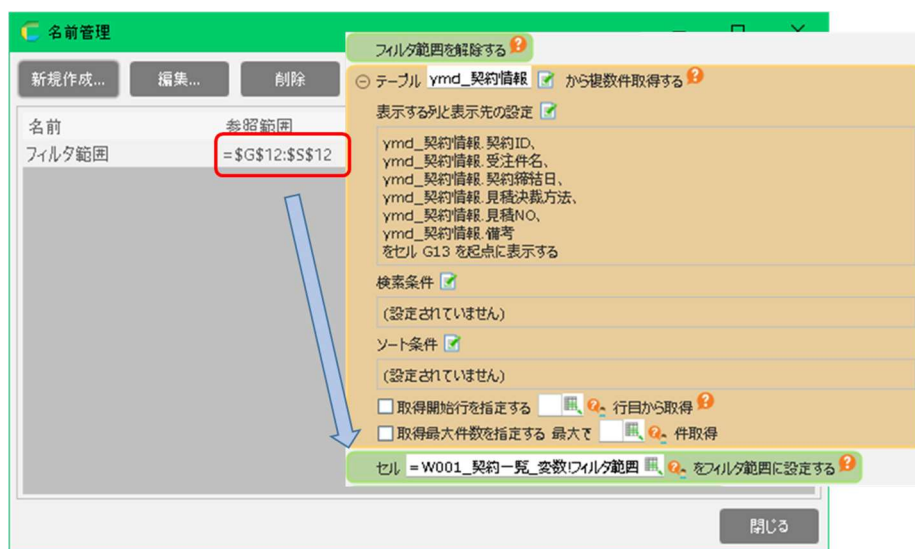 名前管理
新規作成...
編集...
削除
名前
参照範囲
フィルタ範囲
=$G$12:$S$12
フィルタ範囲を解除する
テーブル ymd_契約情報 から複数件取得する
表示する列と表示先の設定
ymd_契約情報.契約ID、
ymd_契約情報.受注件名、
ymd_契約情報.契約締結日、
ymd_契約情報.見積決裁方法、
ymd_契約情報.見積NO、
ymd_契約情報.備考
をセル G13 を起点に表示する
検索条件
(設定されていません)
ソート条件
(設定されていません)
取得開始行を指定する 行目から取得
取得最大件数を指定する 最大で 件取得
セル =W001_契約一覧_変数!フィルタ範囲 をフィルタ範囲に設定する
閉じる